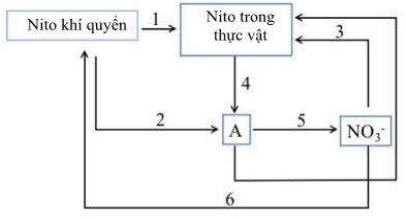 Nito khí quyển
1
Nito trong
thực vật
3
4
2
A
5
NO₃⁻
6